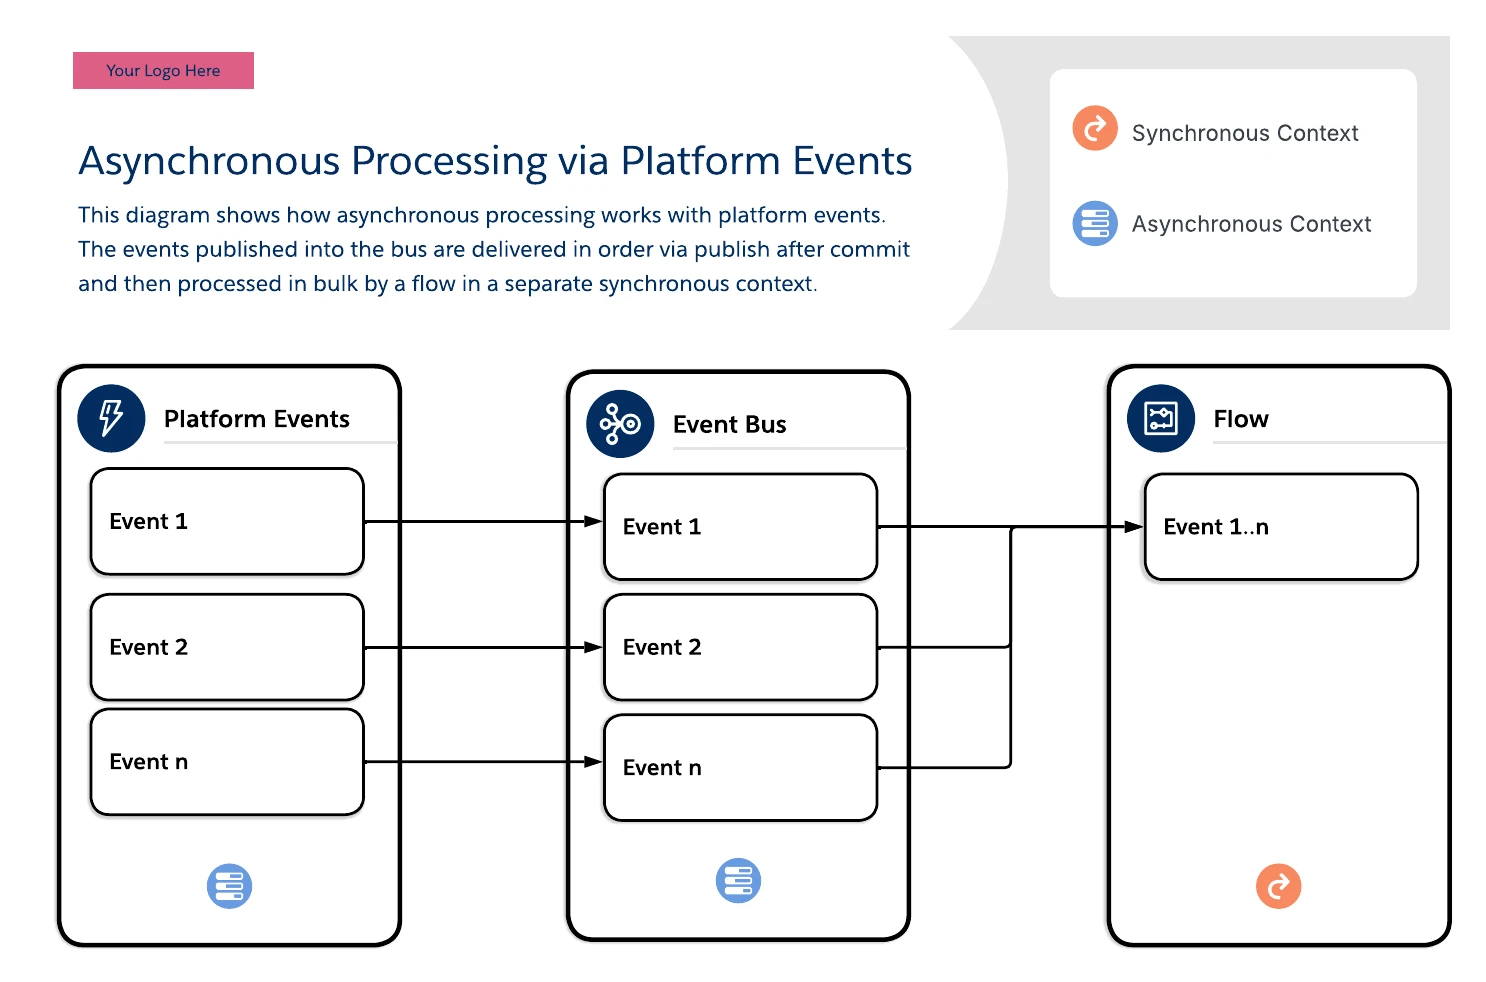 Your Logo Here
Asynchronous Processing via Platform Events
This diagram shows how asynchronous processing works with platform events.
The events published into the bus are delivered in order via publish after commit
and then processed in bulk by a flow in a separate synchronous context.
Synchronous Context
Asynchronous Context
Platform Events
Event 1
Event 2
Event n
Event Bus
Event 1
Event 2
Event n
Flow
Event 1..n